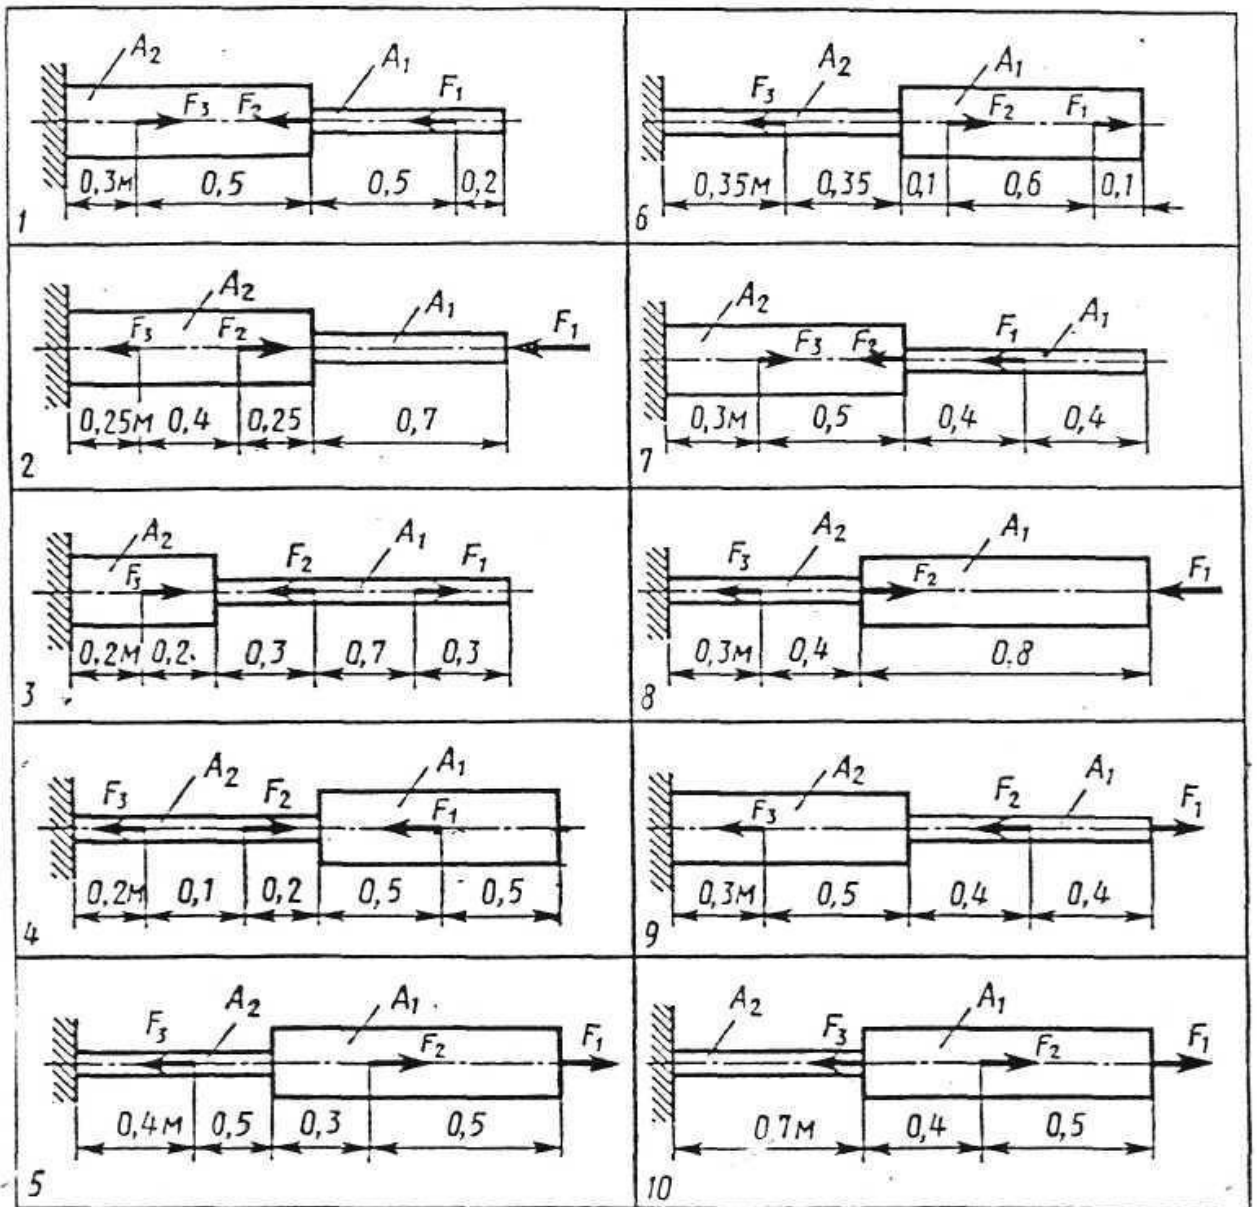 A₂ A₁ F₃ F₂ F₁
0,3м 0,5 0,5 0,2
1
A₂ A₁ F₃ F₂ F₁
0,25м 0,4 0,25 0,7
2
A₂ F₃ F₂ A₁ F₁
0,2м 0,2 0,3 0,7 0,3
3
F₃ A₂ F₂ A₁ F₁
0,2м 0,1 0,2 0,5 0,5
4
F₃ A₂ A₁ F₂ F₁
0,4м 0,5 0,3 0,5
5
F₃ A₂ A₁ F₂ F₁
0,35м 0,35 0,1 0,6 0,1
6
A₂ F₃ F₂ F₁ A₁
0,3м 0,5 0,4 0,4
7
F₃ A₂ F₂ A₁ F₁
0,3м 0,4 0,8
8
F₃ A₂ F₂ A₁ F₁
0,3м 0,5 0,4 0,4
9
A₂ F₃ A₁ F₂ F₁
0,7м 0,4 0,5
10